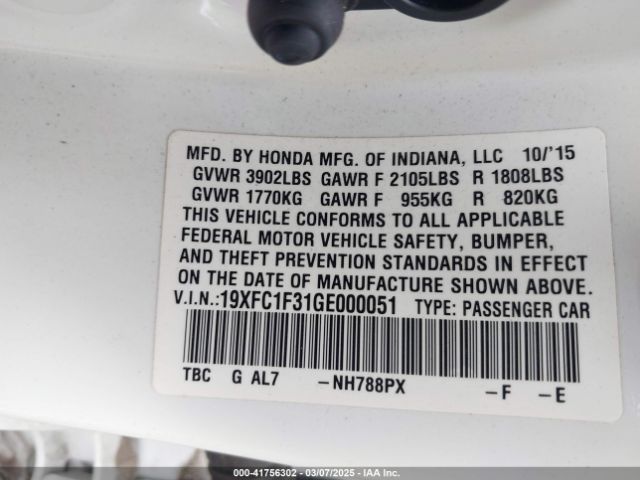 MFD. BY HONDA MFG. OF INDIANA, LLC 10/'15
GVWR 3902LBS GAWR F 2105LBS R 1808LBS
GVWR 1770KG GAWR F 955KG R 820KG
THIS VEHICLE CONFORMS TO ALL APPLICABLE
FEDERAL MOTOR VEHICLE SAFETY, BUMPER,
AND THEFT PREVENTION STANDARDS IN EFFECT
ON THE DATE OF MANUFACTURE SHOWN ABOVE.
V.I.N.:19XFC1F31GE000051 TYPE: PASSENGER CAR
TBC G AL7 –NH788PX –F –E
000-41756302 - 03/07/2025 - IAA Inc.